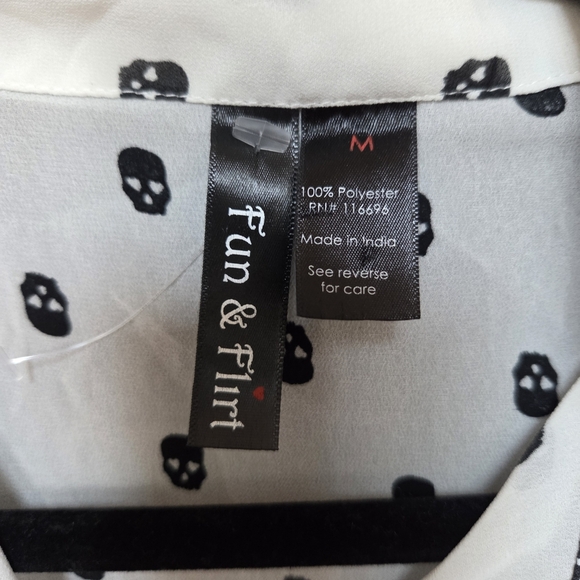 Fun & Flirt
M
100% Polyester
RN# 116696
Made in India
See reverse
for care